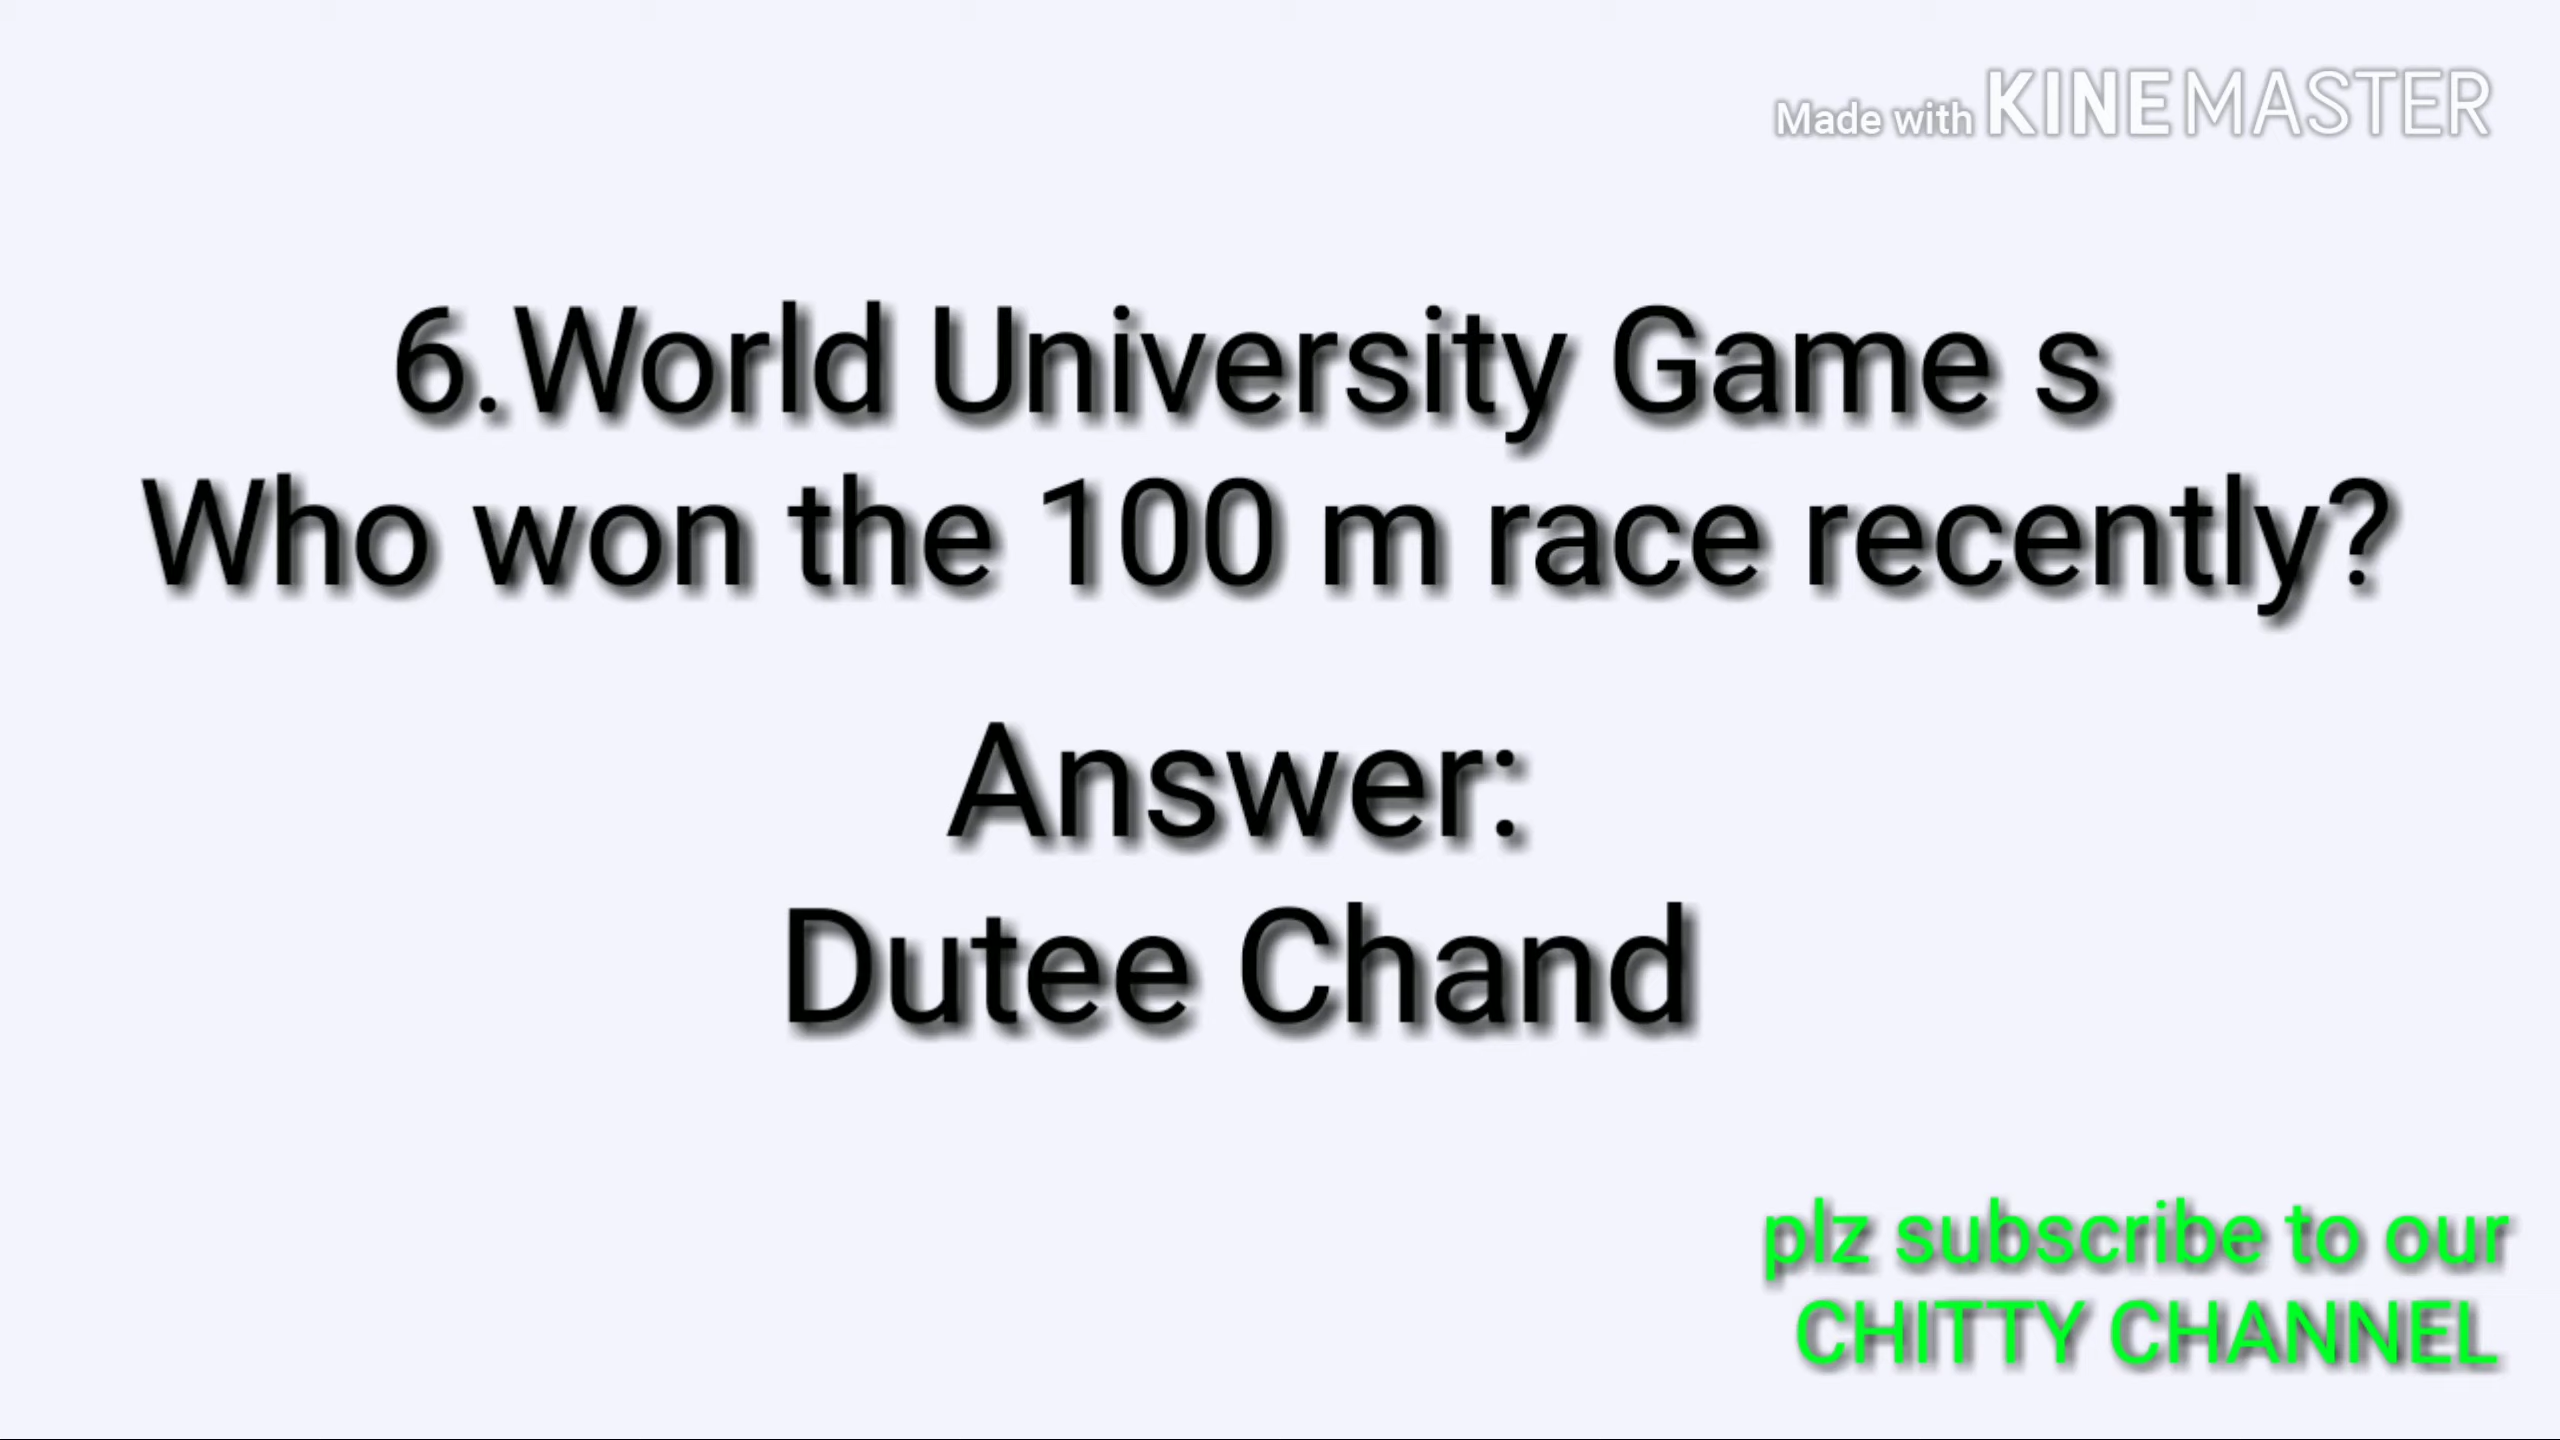 Made with KINEMASTER
6.World University Game s
Who won the 100 m race recently?
Answer:
Dutee Chand
plz subscribe to our
CHITTY CHANNEL